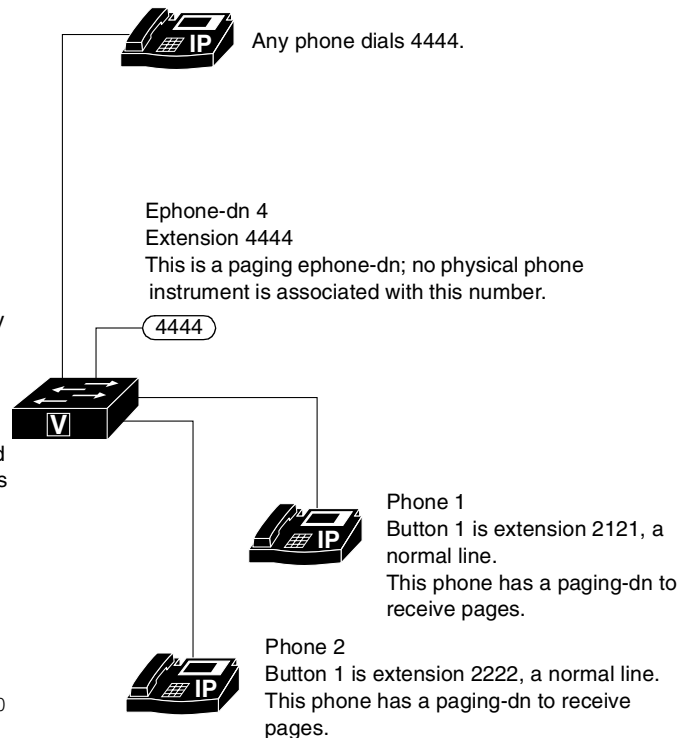 IP
Any phone dials 4444.
Ephone-dn 4
Extension 4444
This is a paging ephone-dn; no physical phone
instrument is associated with this number.
4444
V
IP
Phone 1
Button 1 is extension 2121, a
normal line.
This phone has a paging-dn to
receive pages.
IP
Phone 2
Button 1 is extension 2222, a normal line.
This phone has a paging-dn to receive
pages.